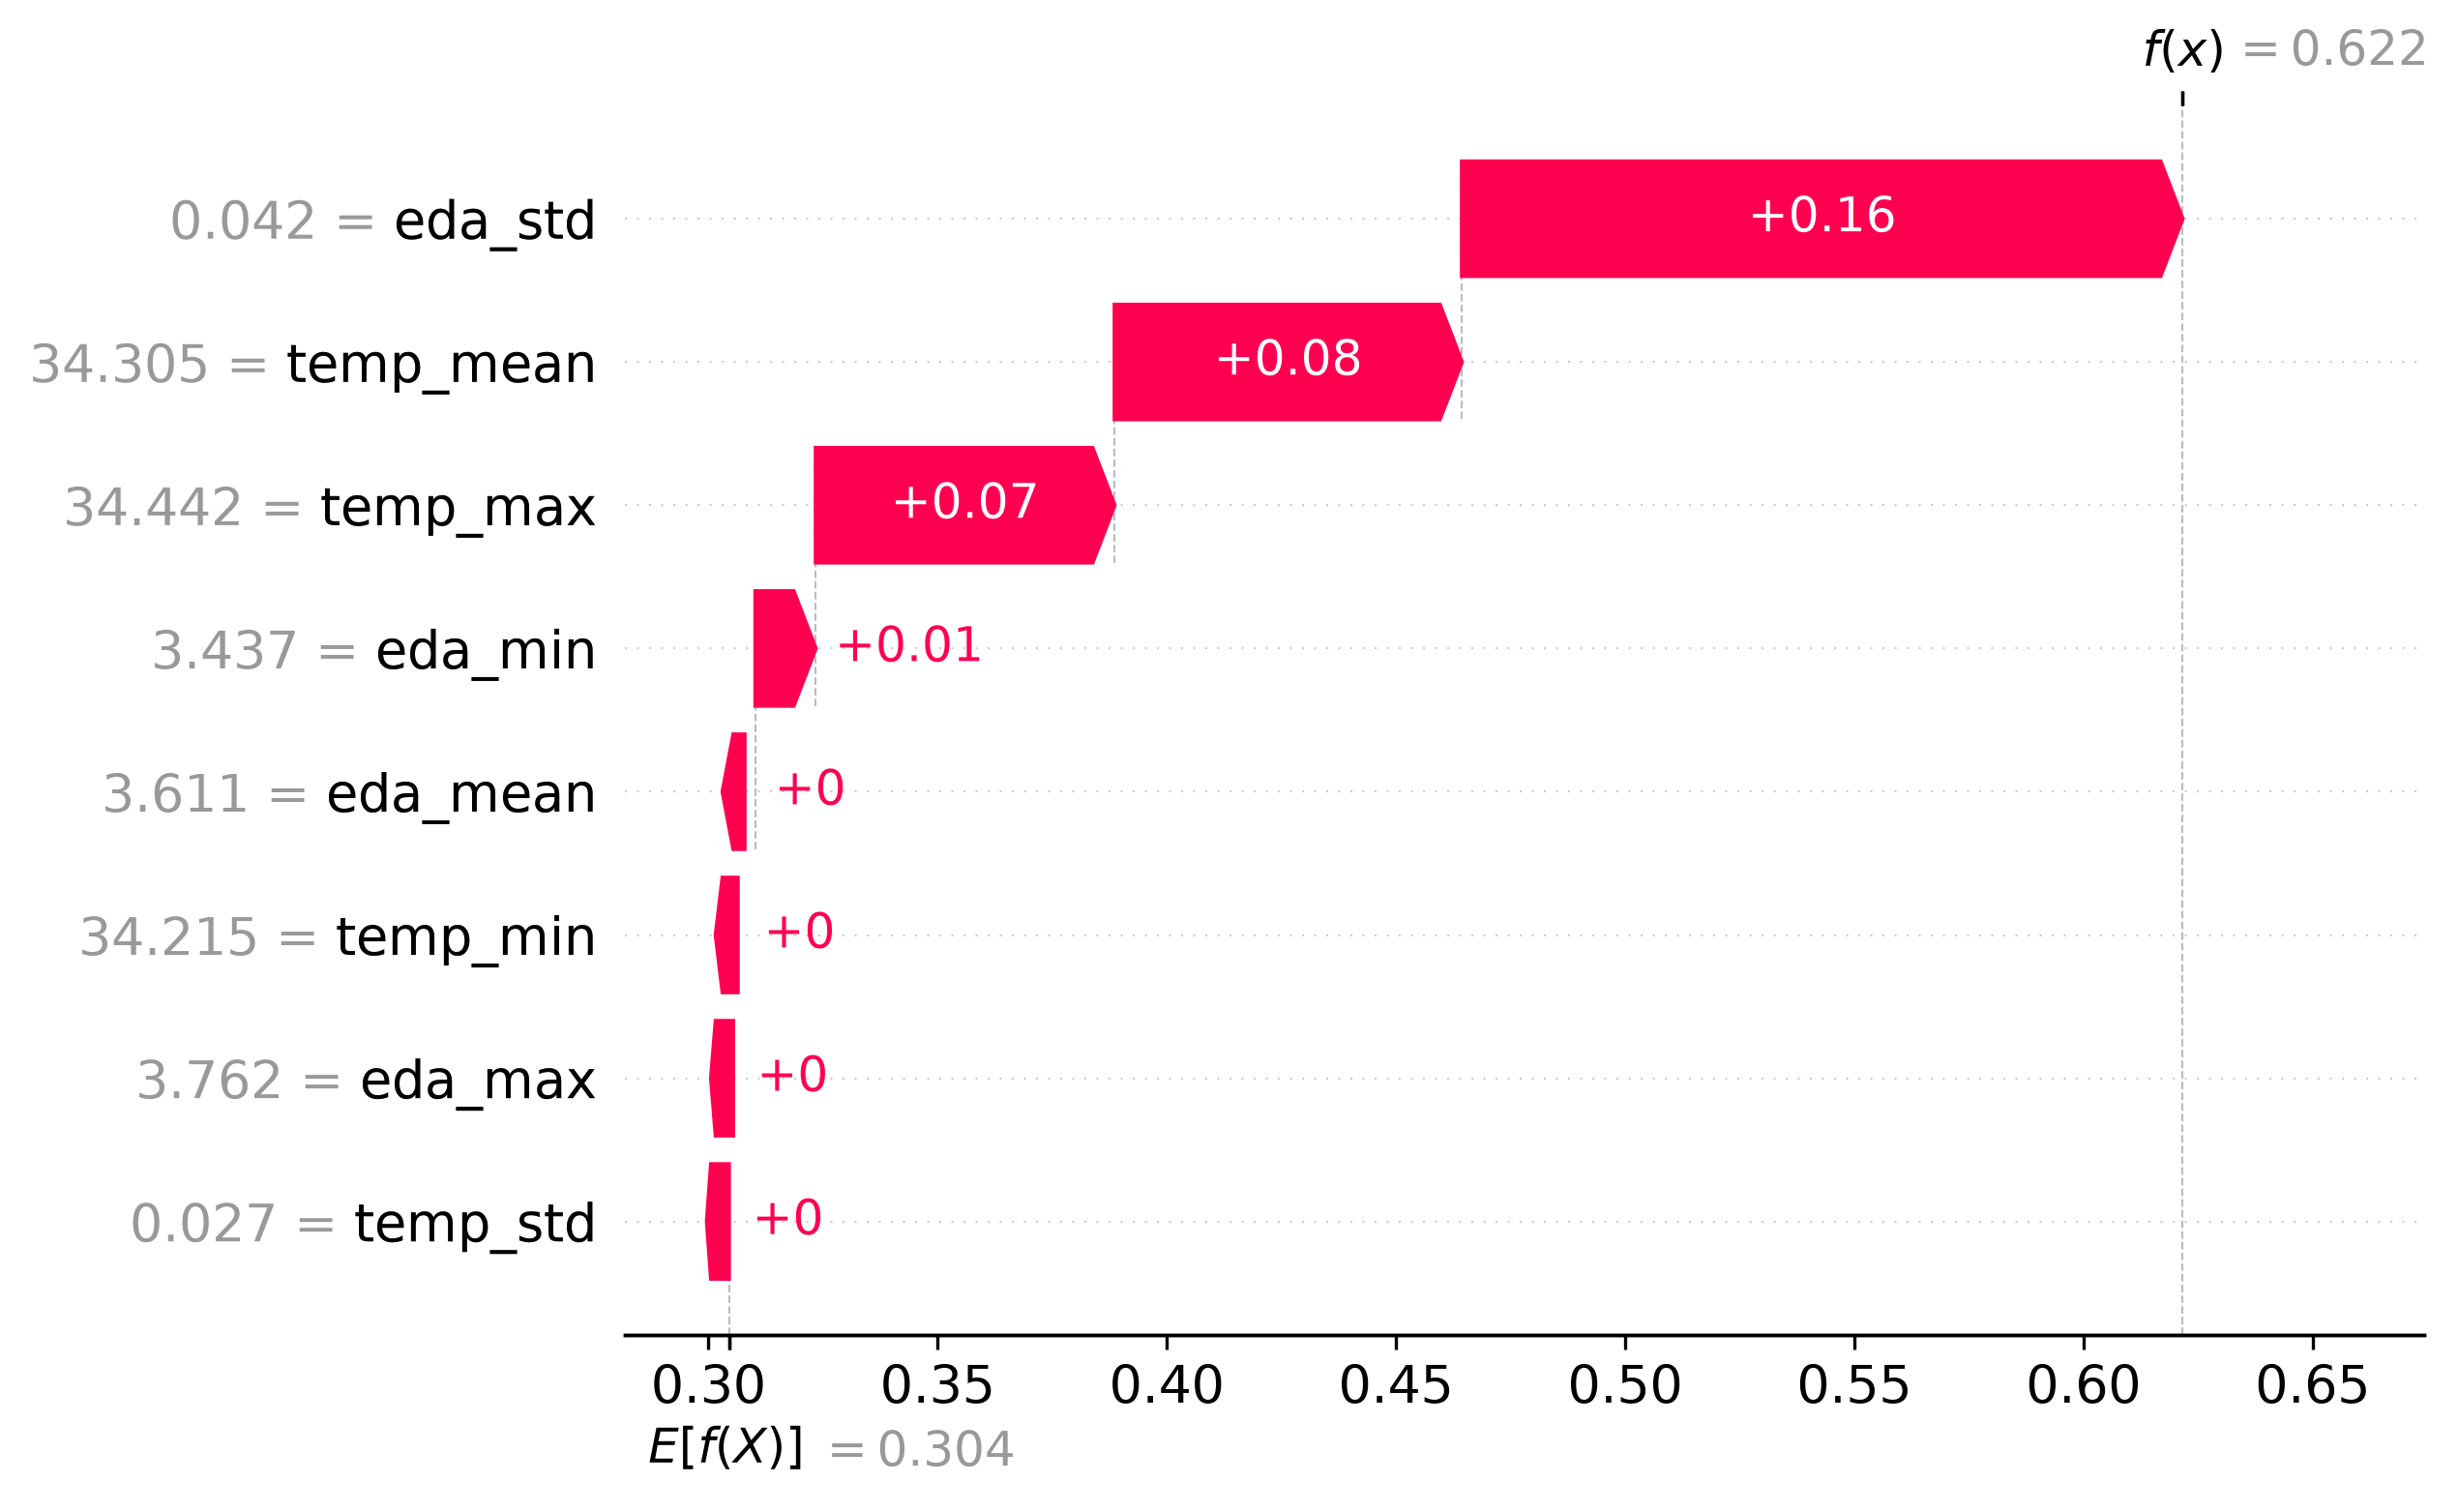 f(x) = 0.622
0.042 = eda_std +0.16
34.305 = temp_mean +0.08
34.442 = temp_max +0.07
3.437 = eda_min +0.01
3.611 = eda_mean +0
34.215 = temp_min +0
3.762 = eda_max +0
0.027 = temp_std +0
0.30 0.35 0.40 0.45 0.50 0.55 0.60 0.65
E[f(X)] = 0.304